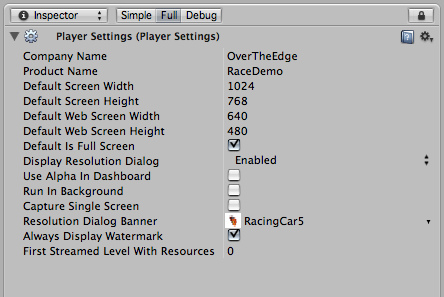 Inspector Simple Full Debug
Player Settings (Player Settings)
Company Name OverTheEdge
Product Name RaceDemo
Default Screen Width 1024
Default Screen Height 768
Default Web Screen Width 640
Default Web Screen Height 480
Default Is Full Screen
Display Resolution Dialog Enabled
Use Alpha In Dashboard
Run In Background
Capture Single Screen
Resolution Dialog Banner RacingCar5
Always Display Watermark
First Streamed Level With Resources 0